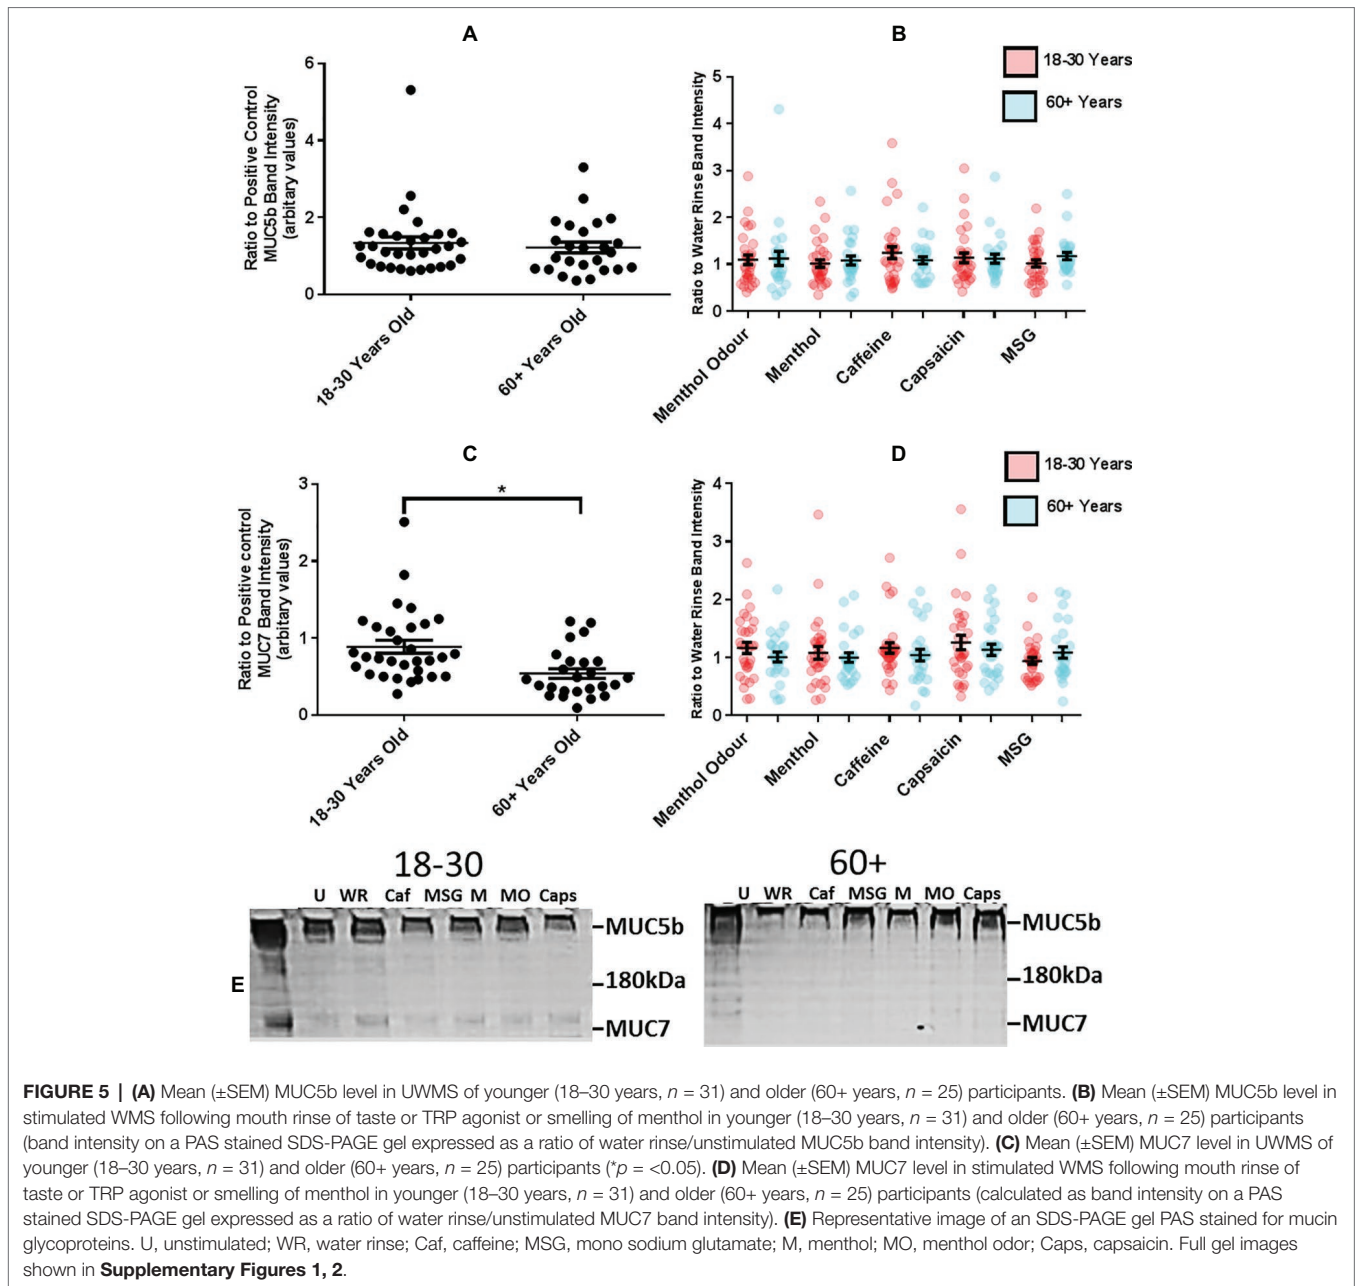 A
B
18-30 Years
60+ Years
Ratio to Positive Control
MUC5b Band Intensity
(arbitary values)
6
4
2
0
18-30 Years Old
60+ Years Old
Ratio to Water Rinse Band Intensity
5
4
3
2
1
0
Menthol Odour
Menthol
Caffeine
Capsaicin
MSG
C
D
18-30 Years
60+ Years
Ratio to Positive control
MUC7 Band Intensity
(arbitary values)
3
2
1
0
*
18-30 Years Old
60+ Years Old
Ratio to Water Rinse Band Intensity
4
3
2
1
0
Menthol Odour
Menthol
Caffeine
Capsaicin
MSG
18-30
U WR Caf MSG M MO Caps
MUC5b
180kDa
MUC7
60+
U WR Caf MSG M MO Caps
MUC5b
180kDa
MUC7
E
FIGURE 5 | (A) Mean (±SEM) MUC5b level in UWMS of younger (18–30 years, n = 31) and older (60+ years, n = 25) participants. (B) Mean (±SEM) MUC5b level in
stimulated WMS following mouth rinse of taste or TRP agonist or smelling of menthol in younger (18–30 years, n = 31) and older (60+ years, n = 25) participants
(band intensity on a PAS stained SDS-PAGE gel expressed as a ratio of water rinse/unstimulated MUC5b band intensity). (C) Mean (±SEM) MUC7 level in UWMS of
younger (18–30 years, n = 31) and older (60+ years, n = 25) participants (*p = <0.05). (D) Mean (±SEM) MUC7 level in stimulated WMS following mouth rinse of
taste or TRP agonist or smelling of menthol in younger (18–30 years, n = 31) and older (60+ years, n = 25) participants (calculated as band intensity on a PAS
stained SDS-PAGE gel expressed as a ratio of water rinse/unstimulated MUC7 band intensity). (E) Representative image of an SDS-PAGE gel PAS stained for mucin
glycoproteins. U, unstimulated; WR, water rinse; Caf, caffeine; MSG, mono sodium glutamate; M, menthol; MO, menthol odor; Caps, capsaicin. Full gel images
shown in Supplementary Figures 1, 2.